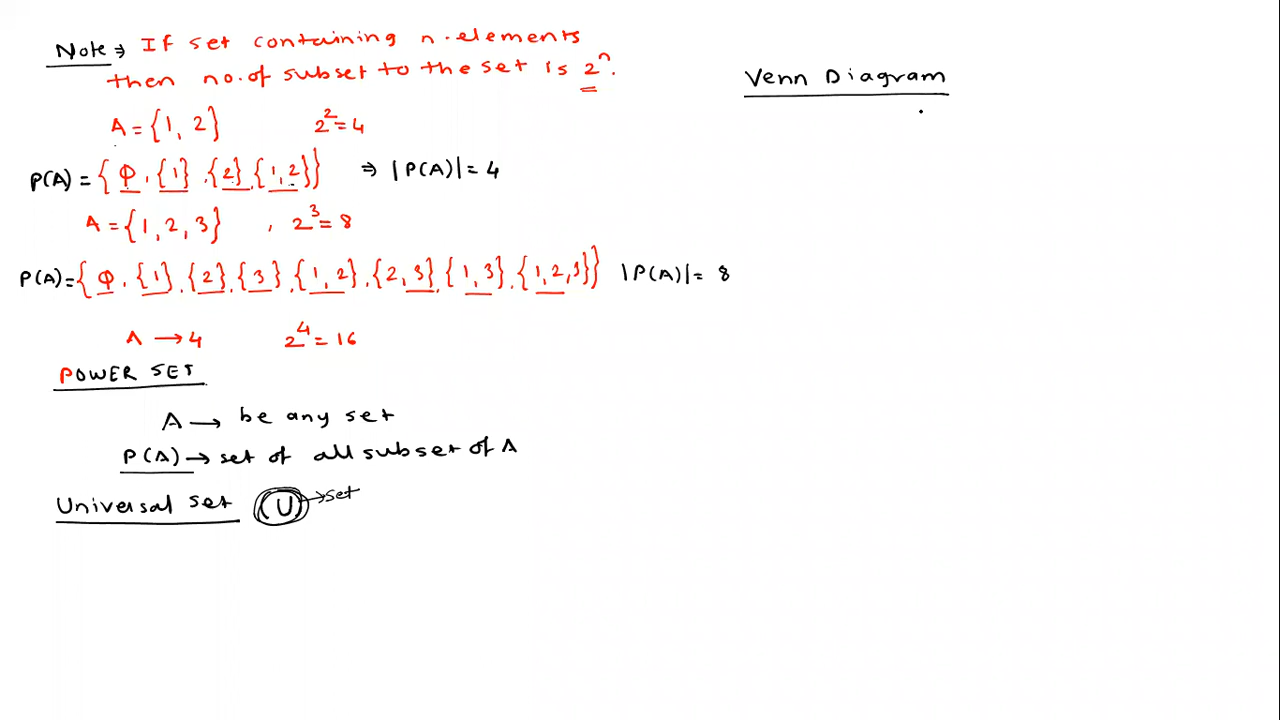 Note ⇒ If set containing n.elements
then no.of subset to the set is 2ⁿ.
A = {1, 2} 2² = 4
P(A) = { Φ, {1}, {2}, {1,2}} ⇒ |P(A)| = 4
A = {1, 2, 3} , 2³ = 8
P(A) = { Φ, {1}, {2}, {3}, {1, 2}, {2, 3}, {1, 3}, {1, 2, 3}} |P(A)| = 8
A → 4 2⁴ = 16
POWER SET
A → be any set
P(A) → set of all subset of A
Universal set (U) → set
Venn Diagram